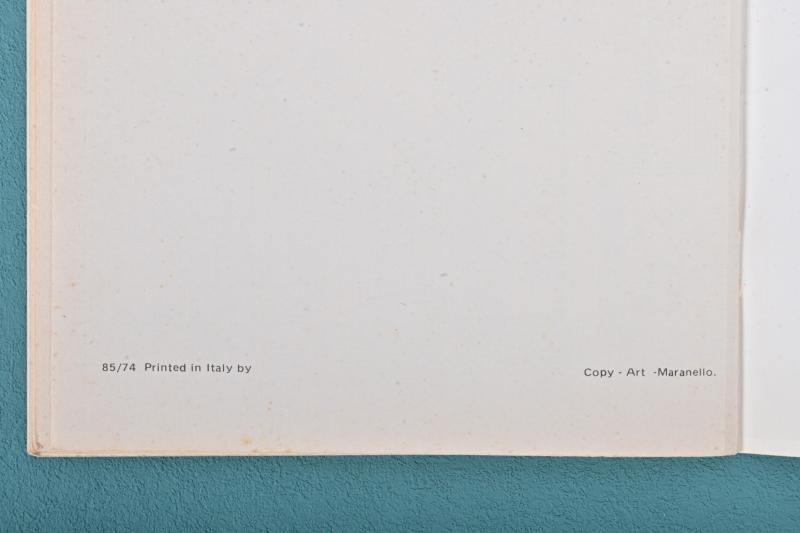 85/74 Printed in Italy by
Copy - Art -Maranello.